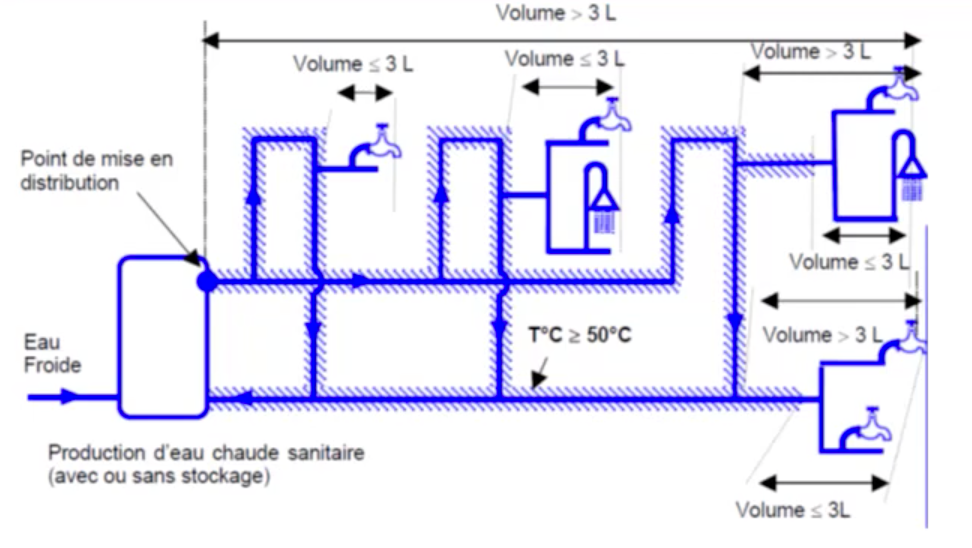 Volume > 3 L
Volume ≤ 3 L
Volume ≤ 3 L
Volume > 3 L
Point de mise en
distribution
Volume ≤ 3 L
T°C ≥ 50°C
Volume > 3 L
Eau
Froide
Production d'eau chaude sanitaire
(avec ou sans stockage)
Volume ≤ 3L